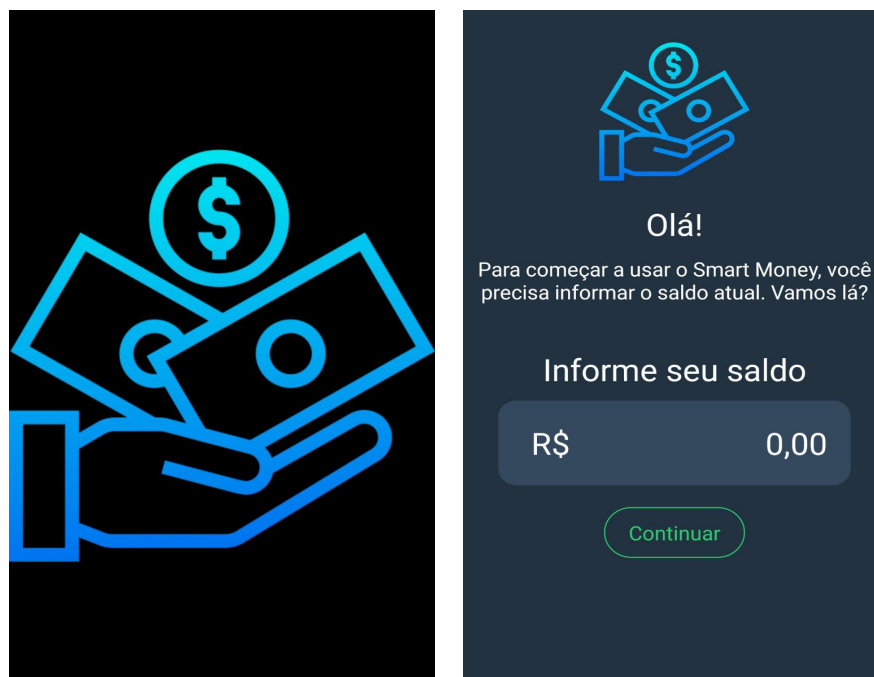 $
$
Olá!
Para começar a usar o Smart Money, você
precisa informar o saldo atual. Vamos lá?
Informe seu saldo
R$ 0,00
Continuar